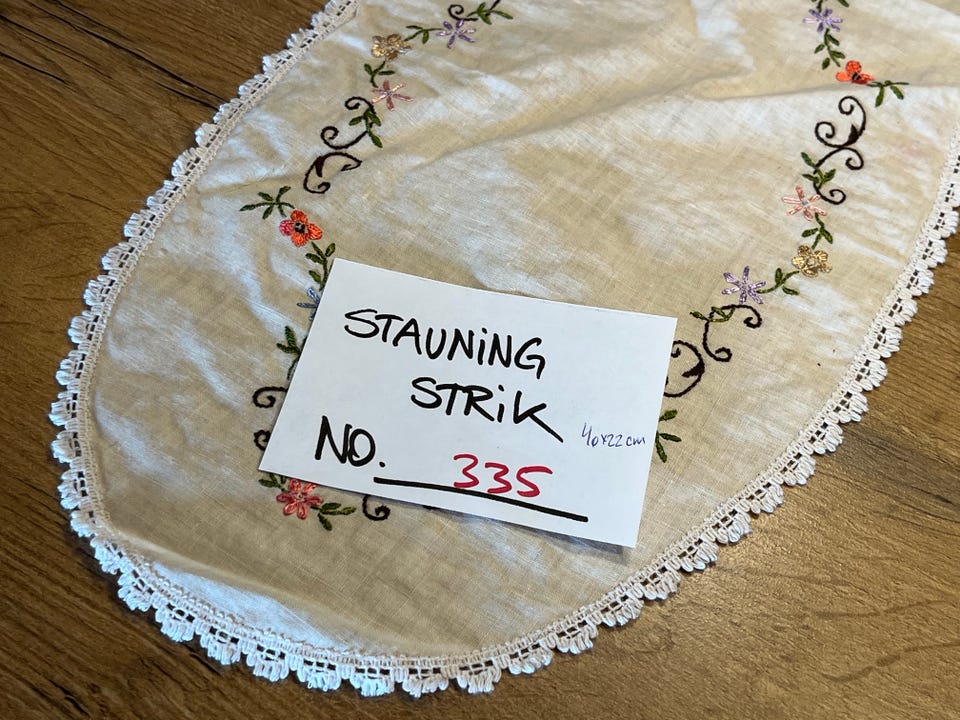 STAUNiNG
STRiK
40x22cm
NO. 335